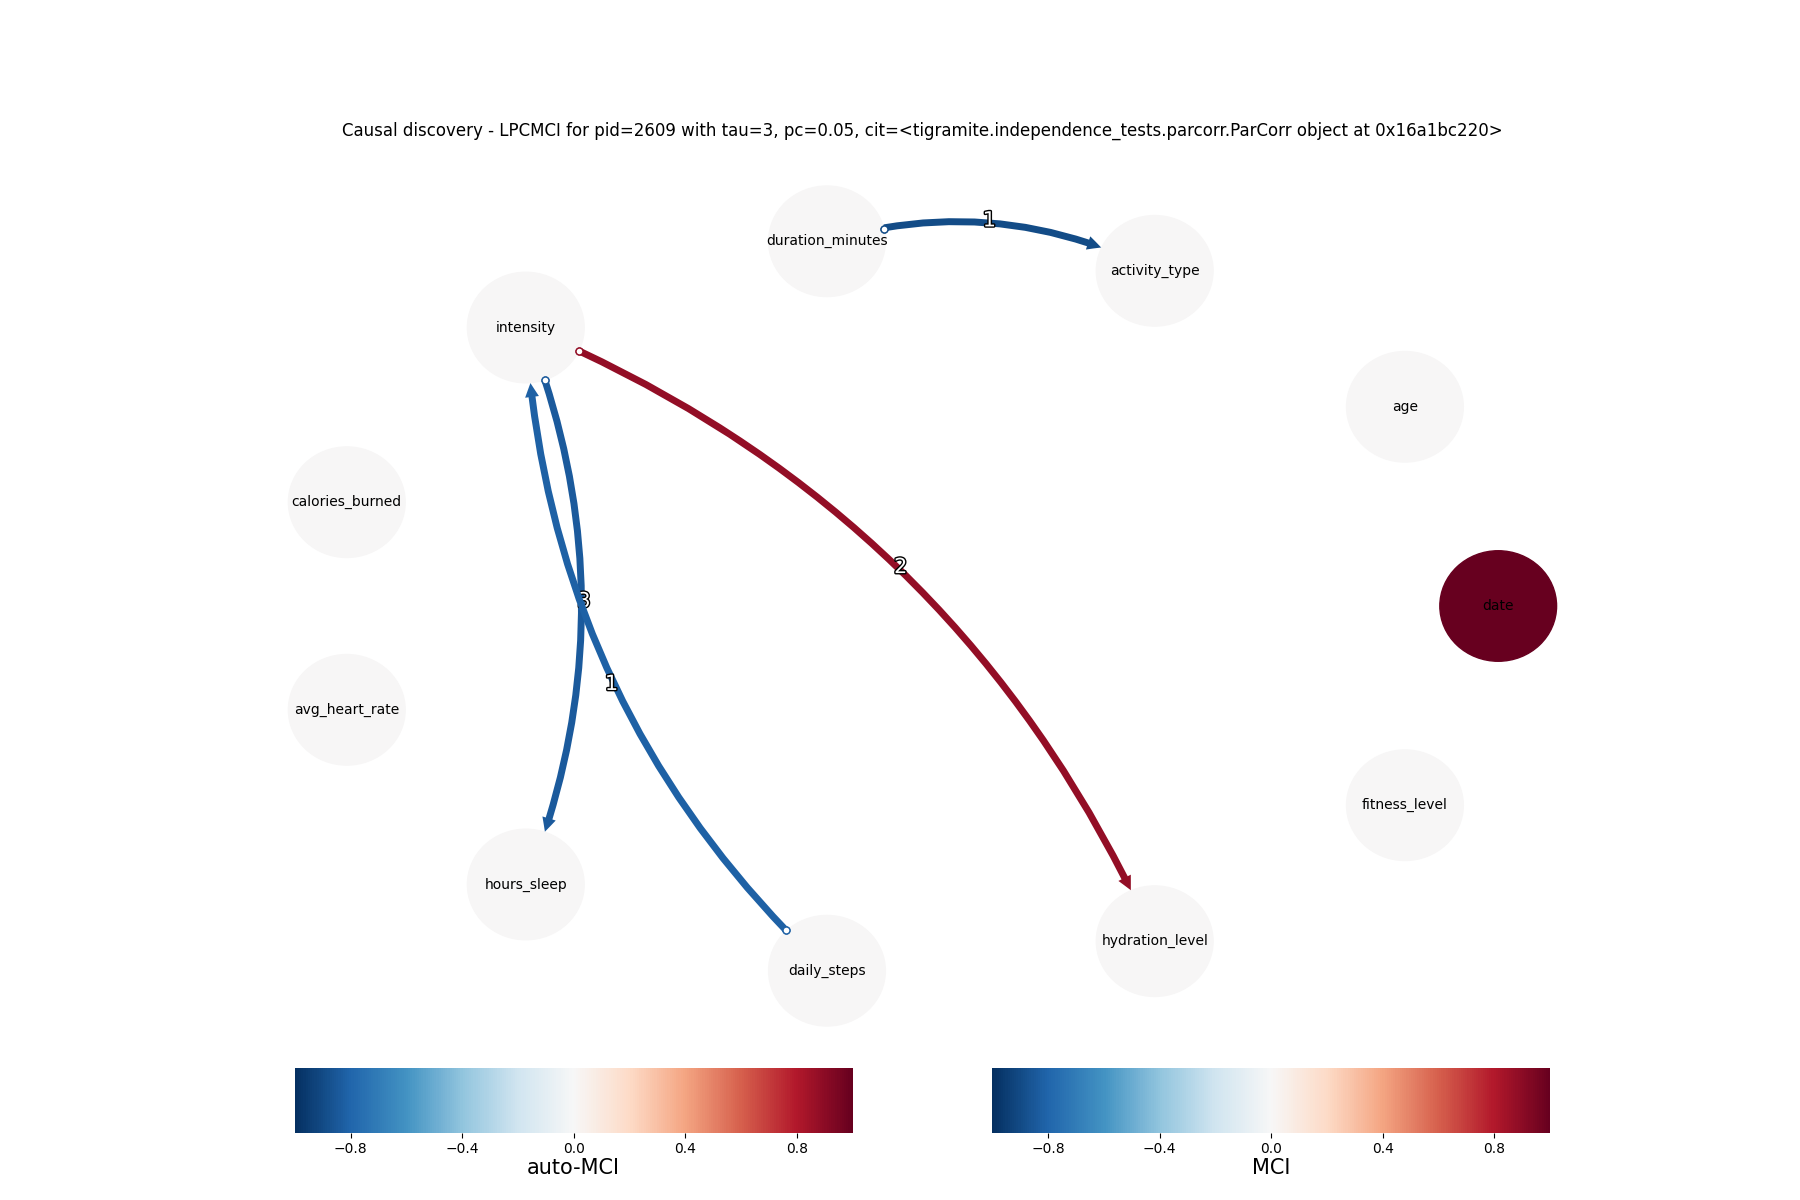 Causal discovery - LPCMCI for pid=2609 with tau=3, pc=0.05, cit=<tigramite.independence_tests.parcorr.ParCorr object at 0x16a1bc220>
1
duration_minutes
activity_type
intensity
age
calories_burned
2
3
date
1
avg_heart_rate
fitness_level
hours_sleep
hydration_level
daily_steps
−0.8 −0.4 0.0 0.4 0.8
auto-MCI
−0.8 −0.4 0.0 0.4 0.8
MCI